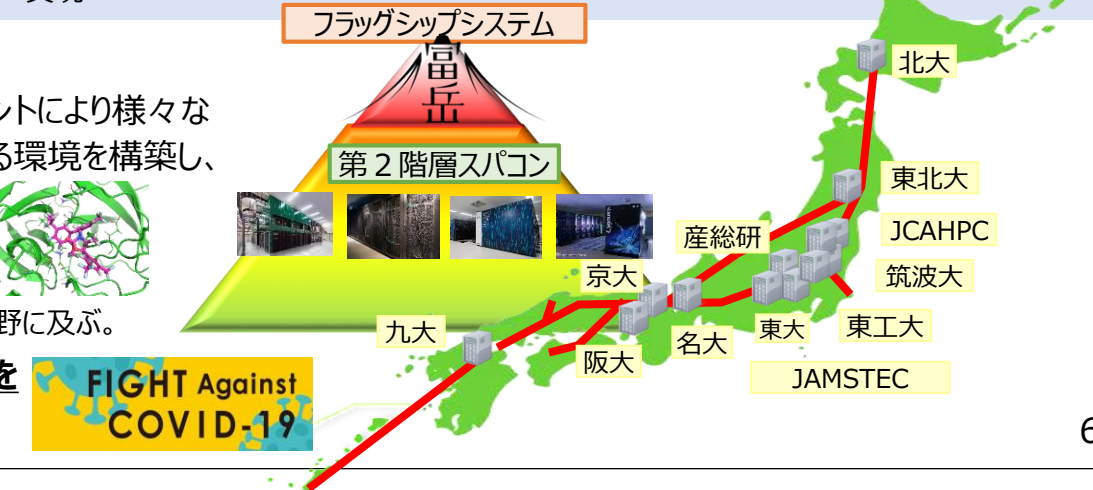 フラッグシップシステム
富岳
ントにより様々な
る環境を構築し、
野に及ぶ。
を
FIGHT Against
COVID-19
第２階層スパコン
北大
東北大
JCAHPC
筑波大
産総研
京大
九大
阪大
名大
東大
東工大
JAMSTEC
6